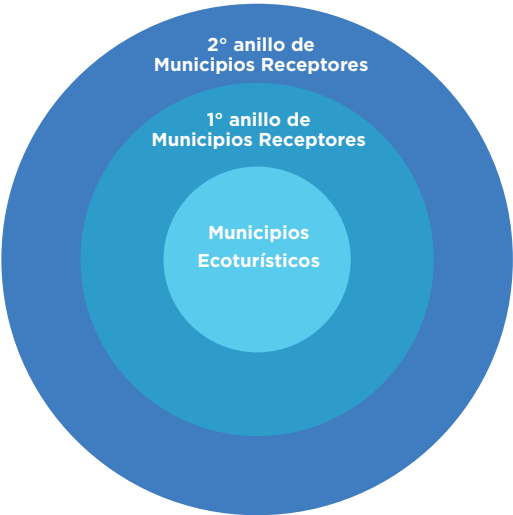 2° anillo de
Municipios Receptores
1° anillo de
Municipios Receptores
Municipios
Ecoturísticos